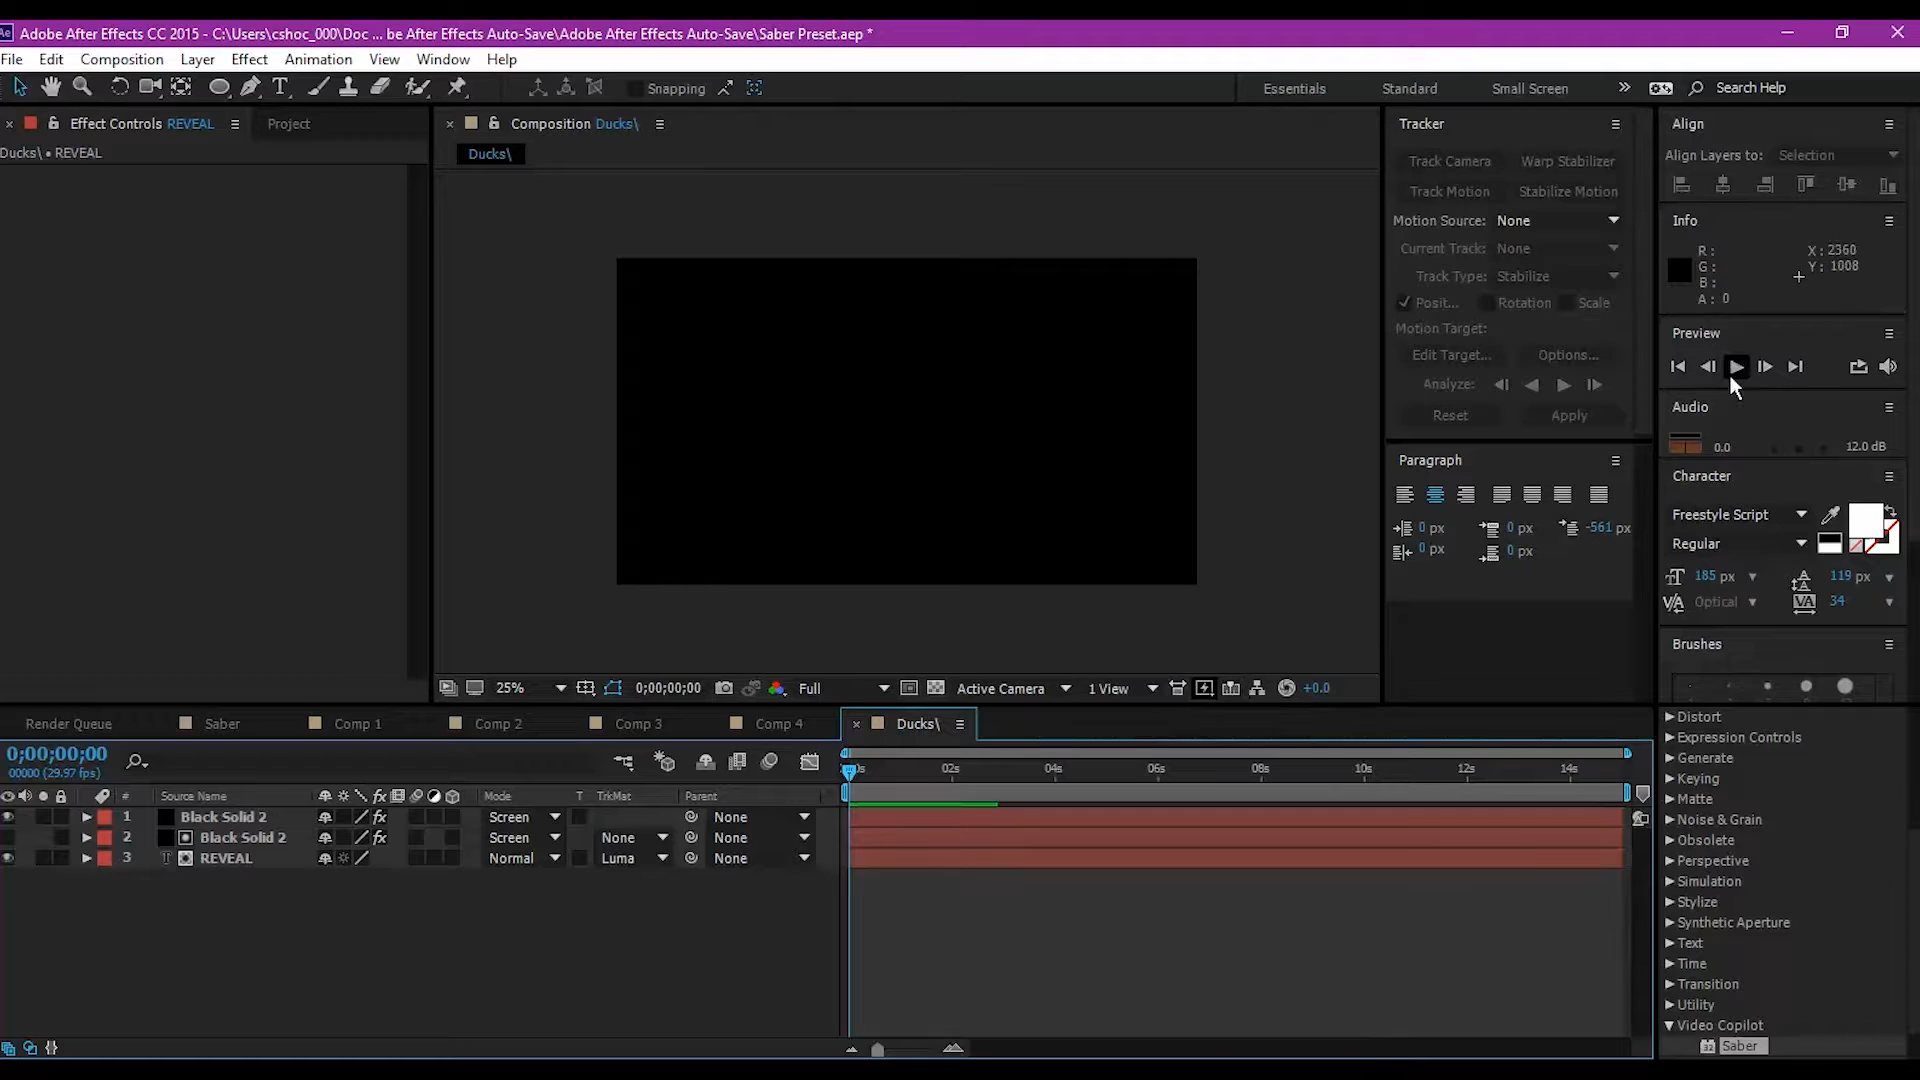 Ae Adobe After Effects CC 2015 - C:\Users\cshoc_000\Doc ... be After Effects Auto-Save\Adobe After Effects Auto-Save\Saber Preset.aep *
File Edit Composition Layer Effect Animation View Window Help
Snapping Essentials Standard Small Screen Search Help
Effect Controls REVEAL Project
Ducks\ • REVEAL
Composition Ducks\
Ducks\
Tracker
Track Camera Warp Stabilizer
Track Motion Stabilize Motion
Motion Source: None
Current Track: None
Track Type: Stabilize
Posit... Rotation Scale
Motion Target:
Edit Target... Options...
Analyze:
Reset Apply
Paragraph
0 px 0 px -561 px
0 px 0 px
Align
Align Layers to: Selection
Info
R: X: 2360
G: Y: 1008
B:
A: 0
Preview
Audio
0.0 12.0 dB
Character
Freestyle Script
Regular
185 px 119 px
Optical 34
Brushes
25% 0;00;00;00 Full Active Camera 1 View +0.0
Render Queue Saber Comp 1 Comp 2 Comp 3 Comp 4 Ducks\
0;00;00;00
00000 (29.97 fps)
02s 04s 06s 08s 10s 12s 14s
# Source Name fx Mode T TrkMat Parent
1 Black Solid 2 fx Screen None
2 Black Solid 2 fx Screen None None
3 T REVEAL Normal Luma None
Distort
Expression Controls
Generate
Keying
Matte
Noise & Grain
Obsolete
Perspective
Simulation
Stylize
Synthetic Aperture
Text
Time
Transition
Utility
Video Copilot
32 Saber